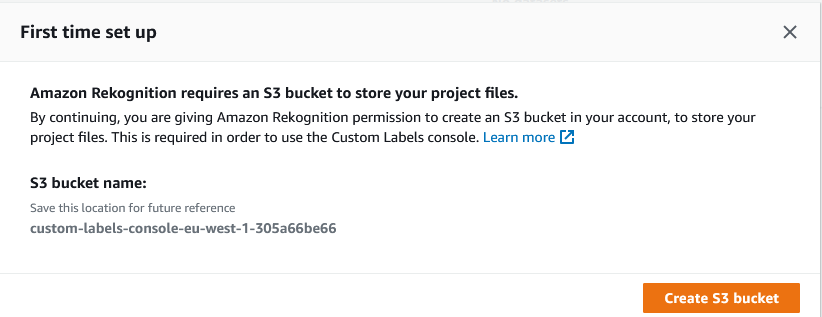 First time set up
Amazon Rekognition requires an S3 bucket to store your project files.
By continuing, you are giving Amazon Rekognition permission to create an S3 bucket in your account, to store your
project files. This is required in order to use the Custom Labels console. Learn more
S3 bucket name:
Save this location for future reference
custom-labels-console-eu-west-1-305a66be66
Create S3 bucket